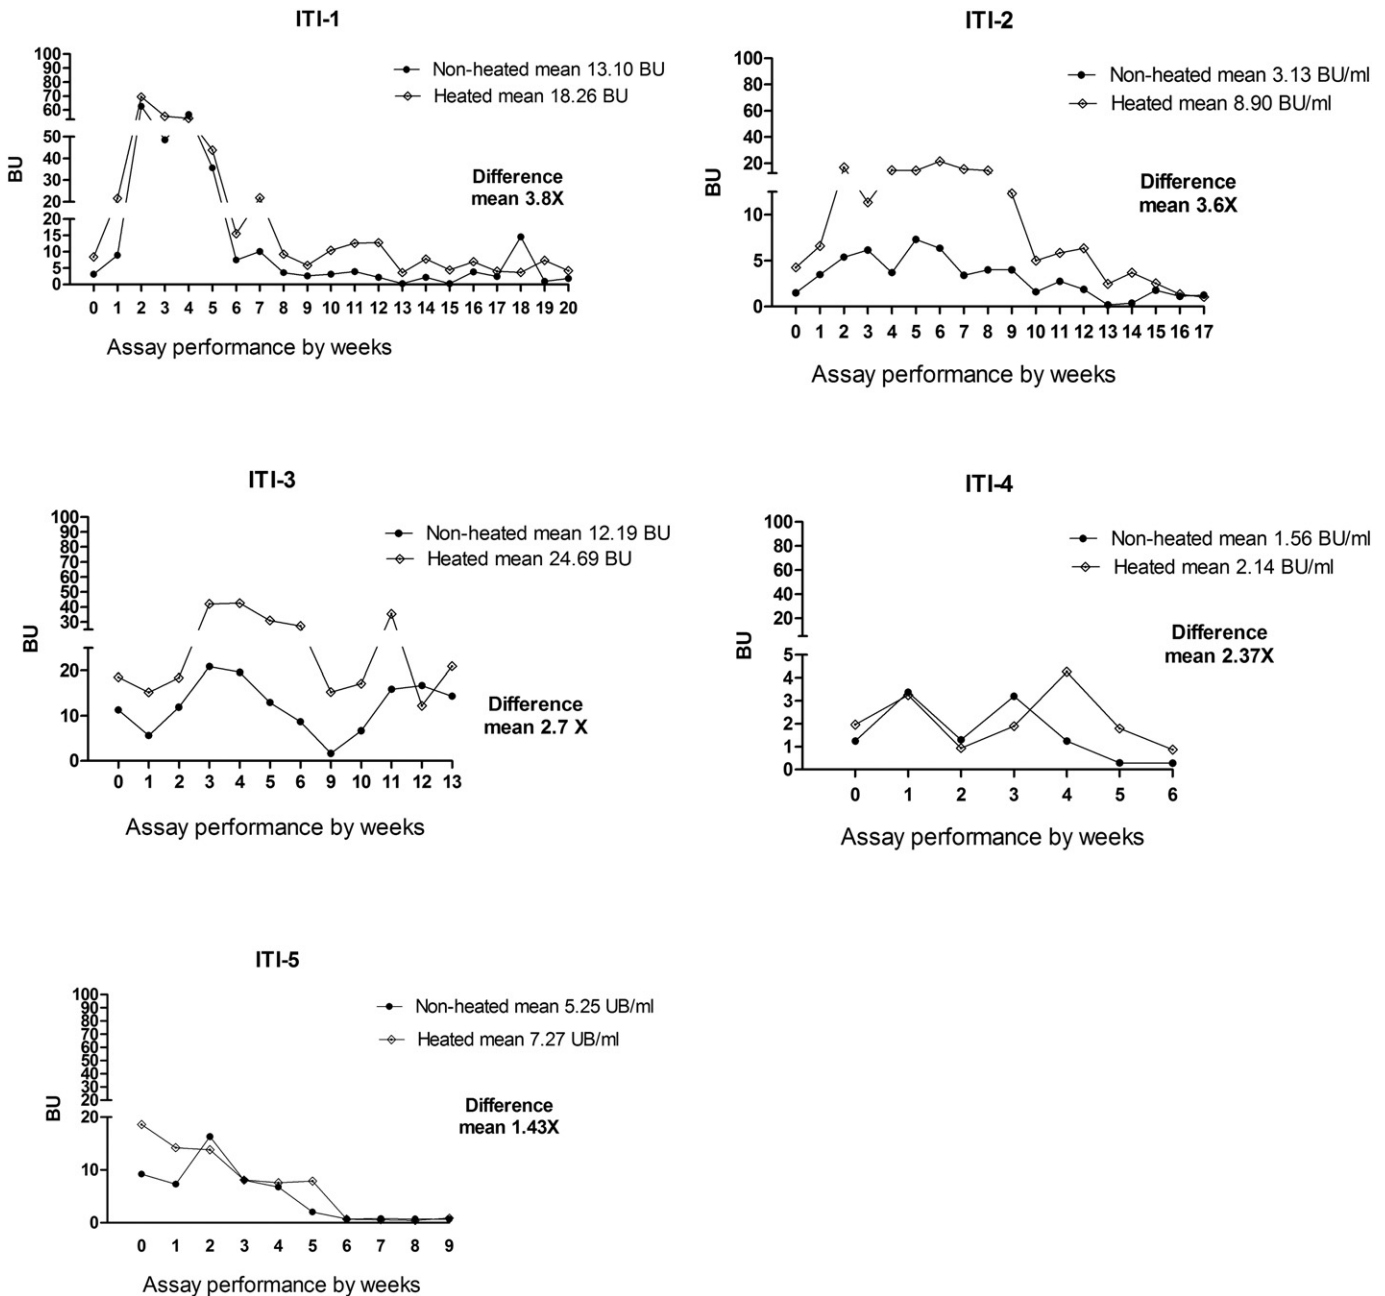 ITI-1
100
90
80
70
60
50
40
30
20
20
15
10
5
0
BU
Non-heated mean 13.10 BU
Heated mean 18.26 BU
Difference
mean 3.8X
0 1 2 3 4 5 6 7 8 9 10 11 12 13 14 15 16 17 18 19 20
Assay performance by weeks
ITI-2
100
80
60
40
20
10
5
0
BU
Non-heated mean 3.13 BU/ml
Heated mean 8.90 BU/ml
Difference
mean 3.6X
0 1 2 3 4 5 6 7 8 9 10 11 12 13 14 15 16 17
Assay performance by weeks
ITI-3
100
90
80
70
60
50
40
30
20
10
0
BU
Non-heated mean 12.19 BU
Heated mean 24.69 BU
Difference
mean 2.7 X
0 1 2 3 4 5 6 9 10 11 12 13
Assay performance by weeks
ITI-4
100
80
60
40
20
5
4
3
2
1
0
BU
Non-heated mean 1.56 BU/ml
Heated mean 2.14 BU/ml
Difference
mean 2.37X
0 1 2 3 4 5 6
Assay performance by weeks
ITI-5
100
90
80
70
60
50
40
30
20
20
10
0
BU
Non-heated mean 5.25 UB/ml
Heated mean 7.27 UB/ml
Difference
mean 1.43X
0 1 2 3 4 5 6 7 8 9
Assay performance by weeks